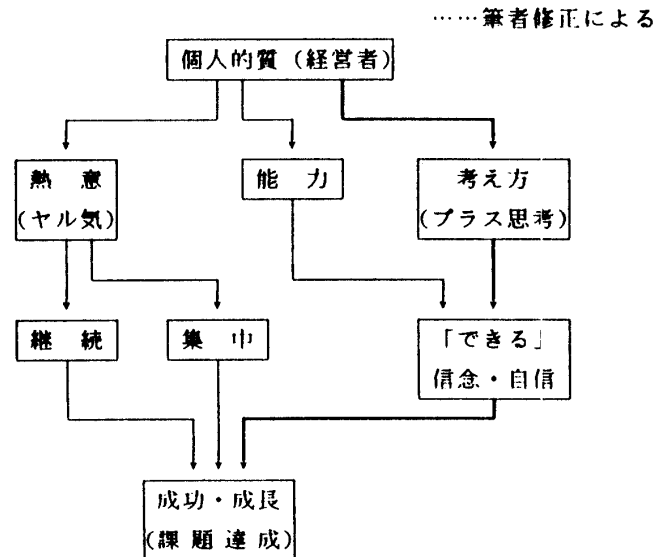 ……筆者修正による
個人的質(経営者)
熱意
(ヤル気)
能力
考え方
(プラス思考)
継続
集中
「できる」
信念・自信
成功・成長
(課題達成)